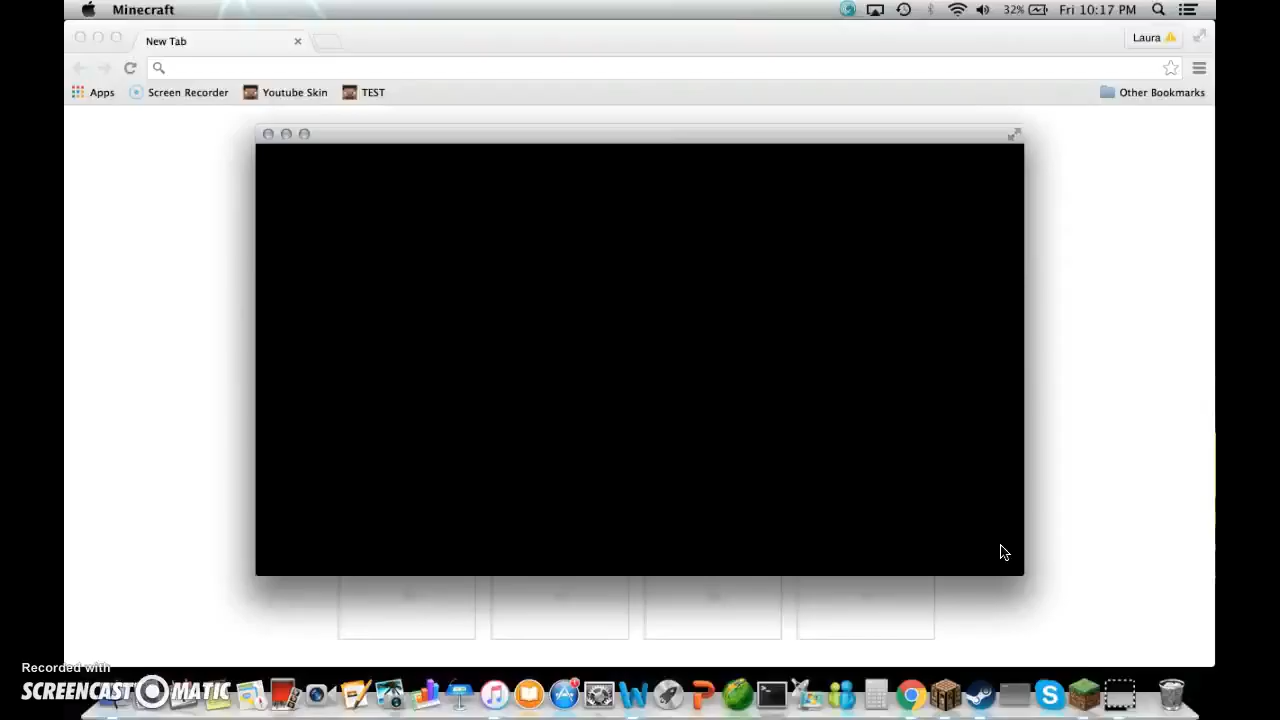 Minecraft
32%
Fri 10:17 PM
New Tab
Laura
Apps
Screen Recorder
Youtube Skin
TEST
Other Bookmarks
Recorded with
SCREENCAST MATIC